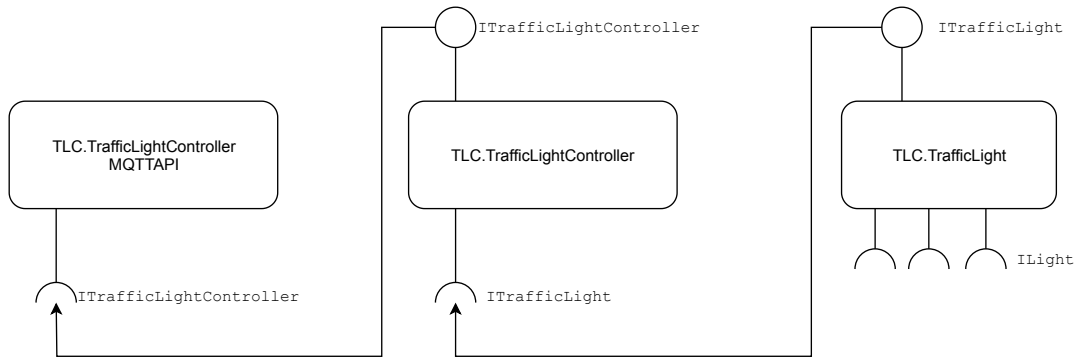 ITrafficLightController
ITrafficLight
TLC.TrafficLightController
MQTTAPI
TLC.TrafficLightController
TLC.TrafficLight
ILight
ITrafficLightController
ITrafficLight